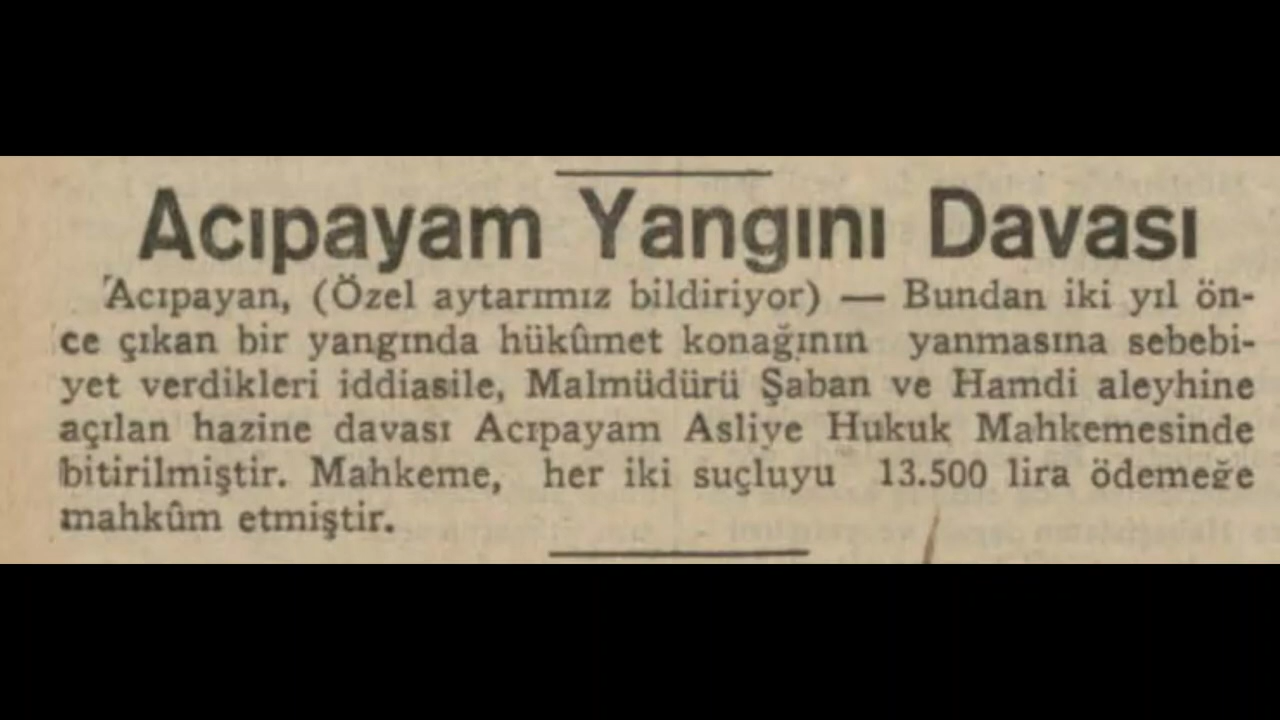 Acıpayam Yangını Davası
Acıpayan, (Özel aytarımız bildiriyor) — Bundan iki yıl ön-
ce çıkan bir yangında hükûmet konağının yanmasına sebebi-
yet verdikleri iddiasile, Malmüdürü Şaban ve Hamdi aleyhine
açılan hazine davası Acıpayam Asliye Hukuk Mahkemesinde
bitirilmiştir. Mahkeme, her iki suçluyu 13.500 lira ödemeğe
mahkûm etmiştir.